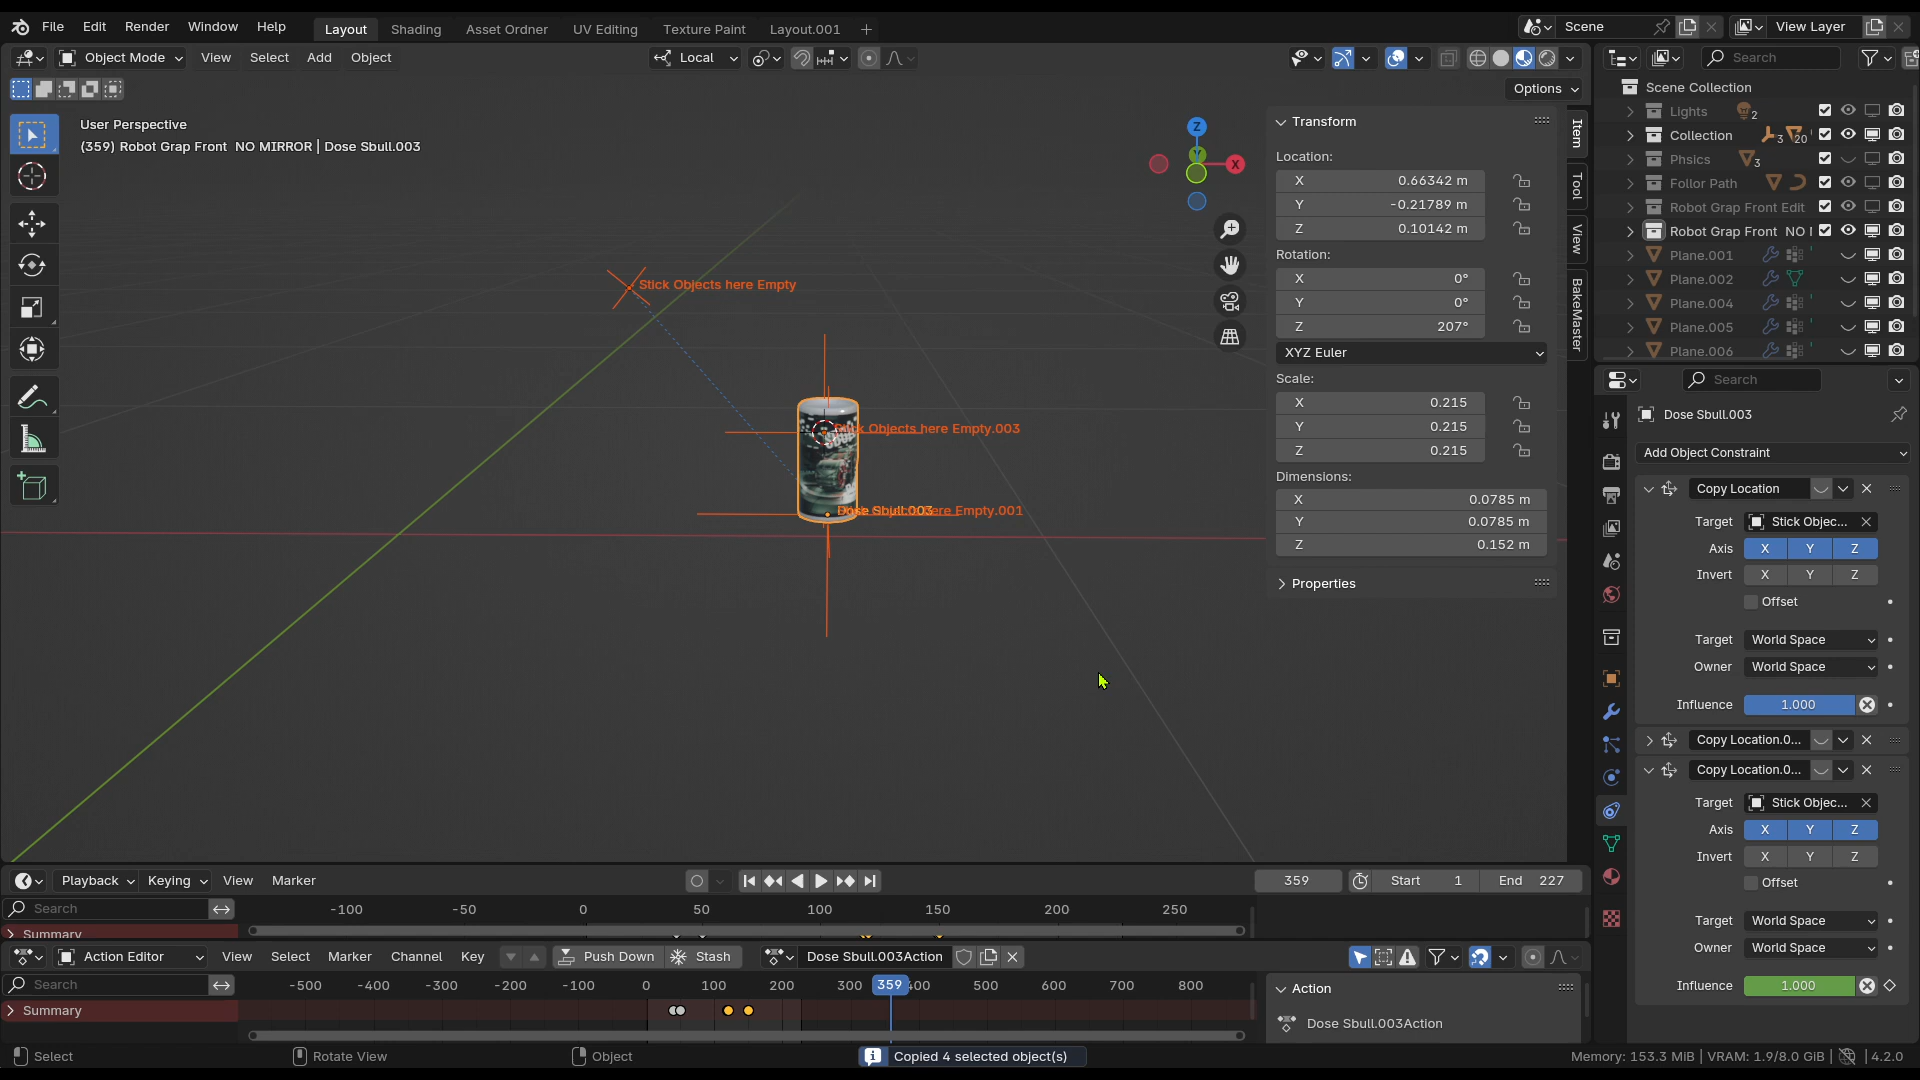 File Edit Render Window Help Layout Shading Asset Ordner UV Editing Texture Paint Layout.001 + Scene View Layer
Object Mode View Select Add Object Local Search
Options
User Perspective
(359) Robot Grap Front NO MIRROR | Dose Sbull.003
Z
Y
X
Stick Objects here Empty
Objects here Empty.003
Dose Sbull.003
Empty.001
Transform
Location:
X 0.66342 m
Y -0.21789 m
Z 0.10142 m
Rotation:
X 0°
Y 0°
Z 207°
XYZ Euler
Scale:
X 0.215
Y 0.215
Z 0.215
Dimensions:
X 0.0785 m
Y 0.0785 m
Z 0.152 m
Properties
Item
Tool
View
BakeMaster
Scene Collection
Lights 2
Collection 3 20
Phsics 3
Follor Path
Robot Grap Front Edit
Robot Grap Front NO
Plane.001
Plane.002
Plane.004
Plane.005
Plane.006
Search
Dose Sbull.003
Add Object Constraint
Copy Location
Target Stick Objec...
Axis X Y Z
Invert X Y Z
Offset
Target World Space
Owner World Space
Influence 1.000
Copy Location.0...
Copy Location.0...
Target Stick Objec...
Axis X Y Z
Invert X Y Z
Offset
Target World Space
Owner World Space
Influence 1.000
Playback Keying View Marker 359 Start 1 End 227
Search -100 -50 0 50 100 150 200 250
Summary
Action Editor View Select Marker Channel Key Push Down Stash Dose Sbull.003Action
Search -500 -400 -300 -200 -100 0 100 200 300 359 400 500 600 700 800
Summary
Action
Dose Sbull.003Action
Select Rotate View Object Copied 4 selected object(s) Memory: 153.3 MiB | VRAM: 1.9/8.0 GiB | 4.2.0